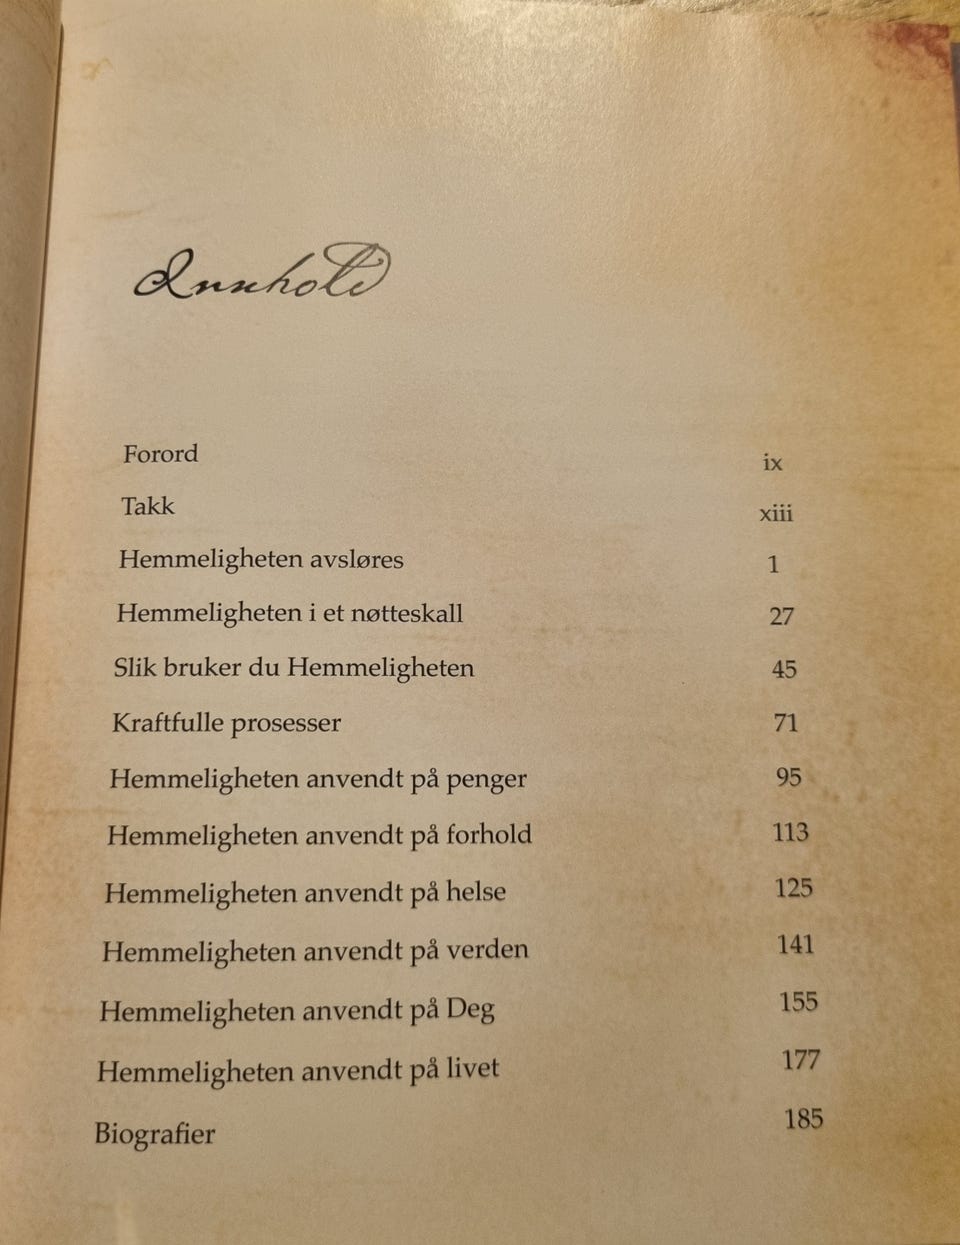 Innhold
Forord ix
Takk xiii
Hemmeligheten avsløres 1
Hemmeligheten i et nøtteskall 27
Slik bruker du Hemmeligheten 45
Kraftfulle prosesser 71
Hemmeligheten anvendt på penger 95
Hemmeligheten anvendt på forhold 113
Hemmeligheten anvendt på helse 125
Hemmeligheten anvendt på verden 141
Hemmeligheten anvendt på Deg 155
Hemmeligheten anvendt på livet 177
Biografier 185